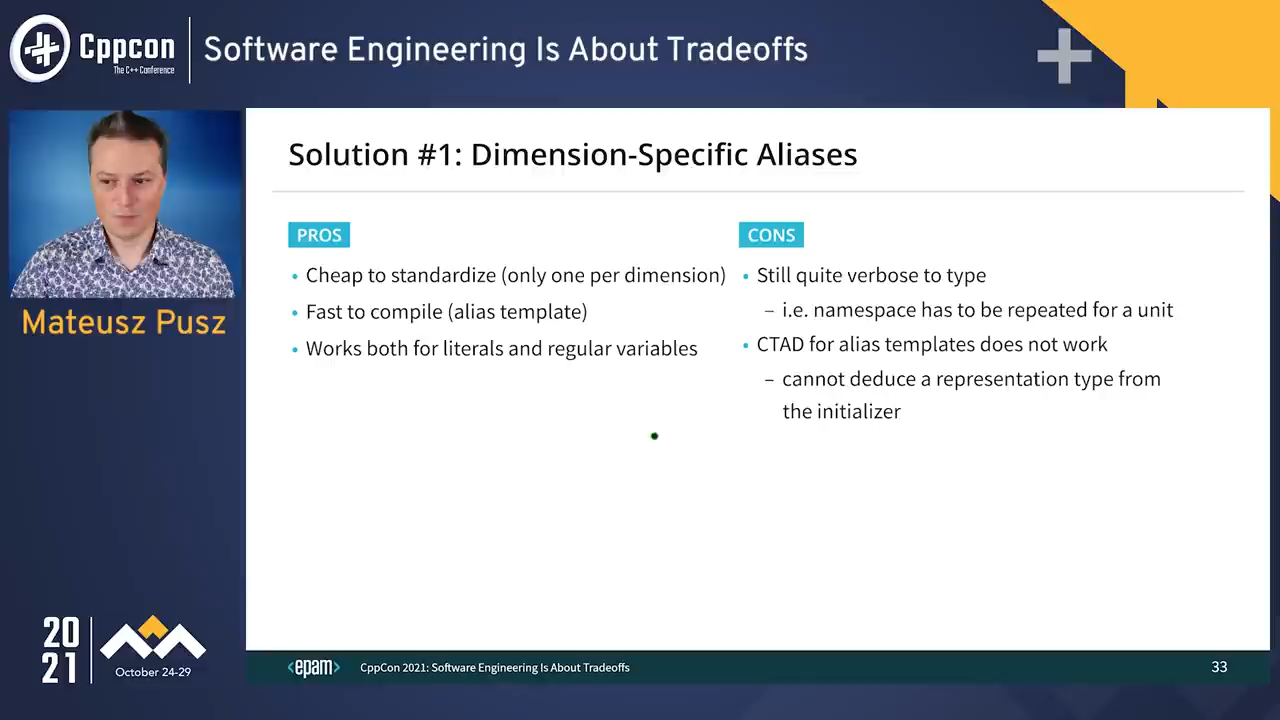 Cppcon
The C++ Conference
Software Engineering Is About Tradeoffs
Mateusz Pusz
Solution #1: Dimension-Specific Aliases
PROS
• Cheap to standardize (only one per dimension)
• Fast to compile (alias template)
• Works both for literals and regular variables
CONS
• Still quite verbose to type
– i.e. namespace has to be repeated for a unit
• CTAD for alias templates does not work
– cannot deduce a representation type from
the initializer
20
21
October 24-29
<epam>
CppCon 2021: Software Engineering Is About Tradeoffs
33